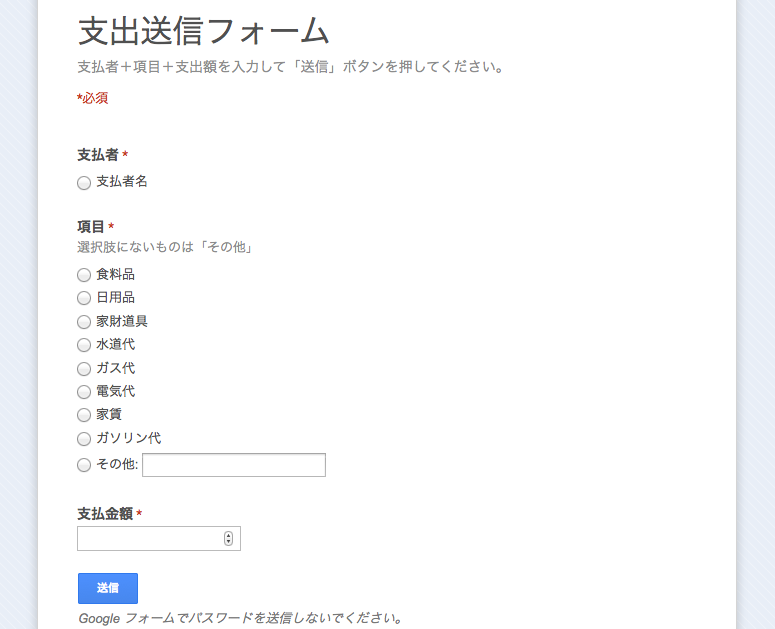 支出送信フォーム
支払者＋項目＋支出額を入力して「送信」ボタンを押してください。
*必須
支払者 *
支払者名
項目 *
選択肢にないものは「その他」
食料品
日用品
家財道具
水道代
ガス代
電気代
家賃
ガソリン代
その他:
支払金額 *
送信
Google フォームでパスワードを送信しないでください。